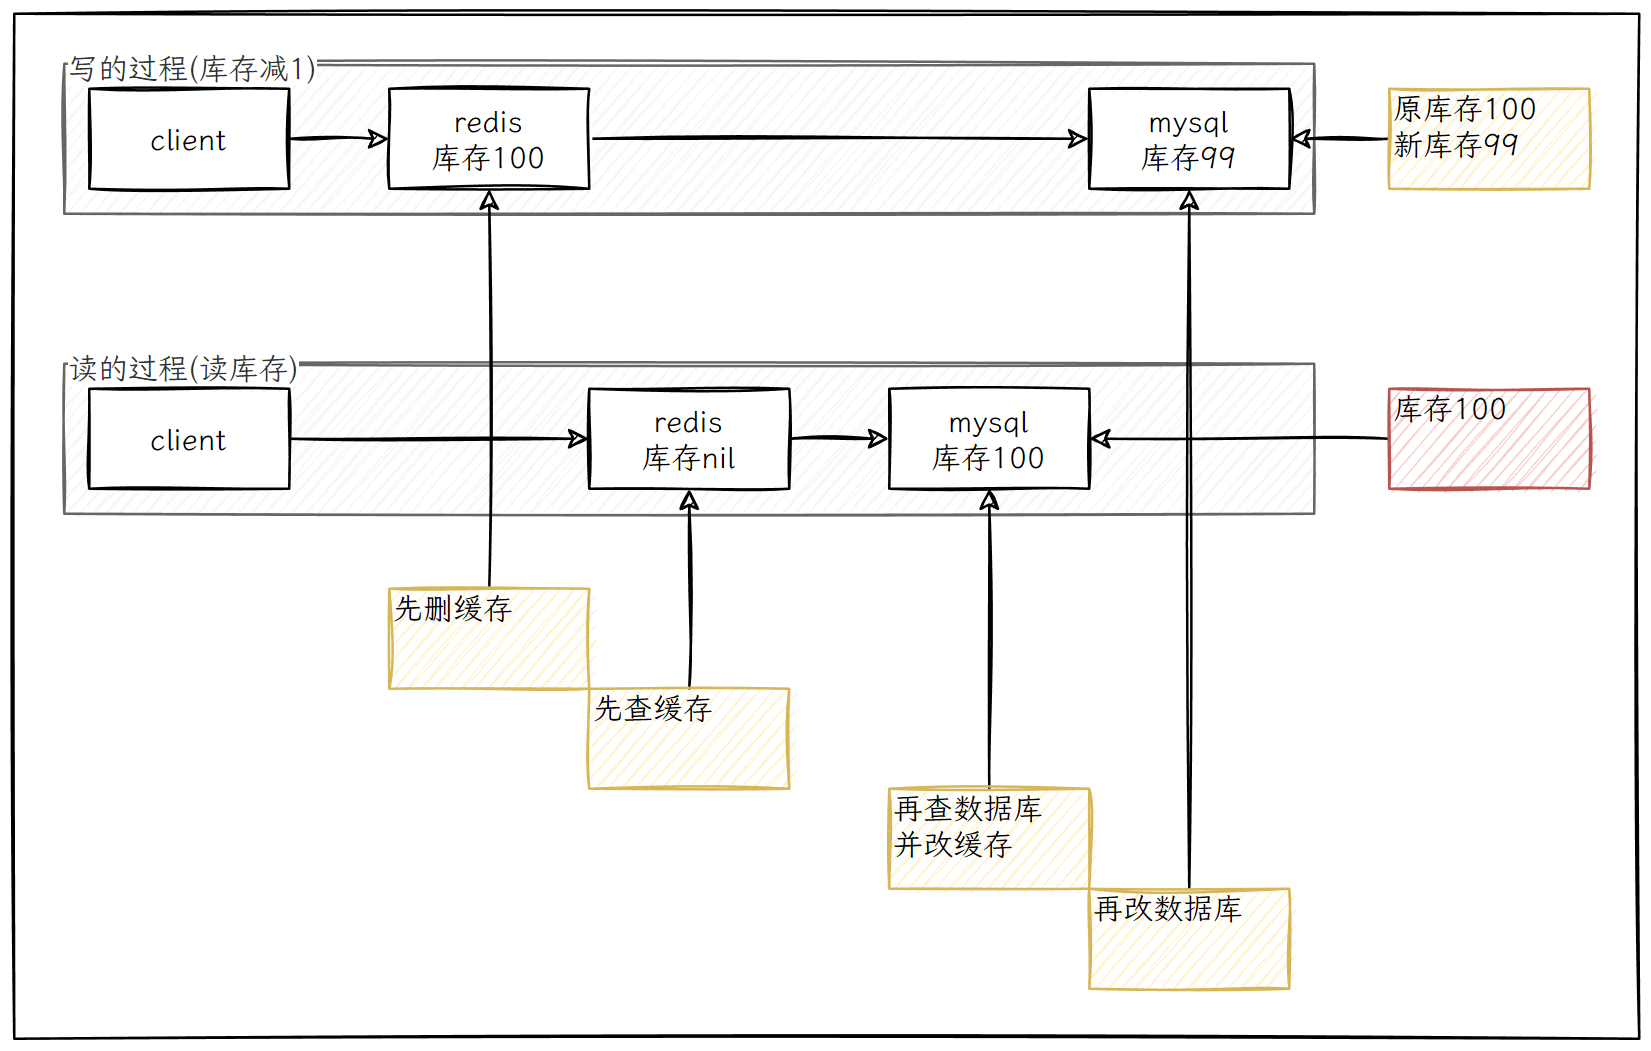 写的过程(库存减1)
client
redis
库存100
mysql
库存99
原库存100
新库存99
读的过程(读库存)
client
redis
库存nil
mysql
库存100
库存100
先删缓存
先查缓存
再查数据库
并改缓存
再改数据库